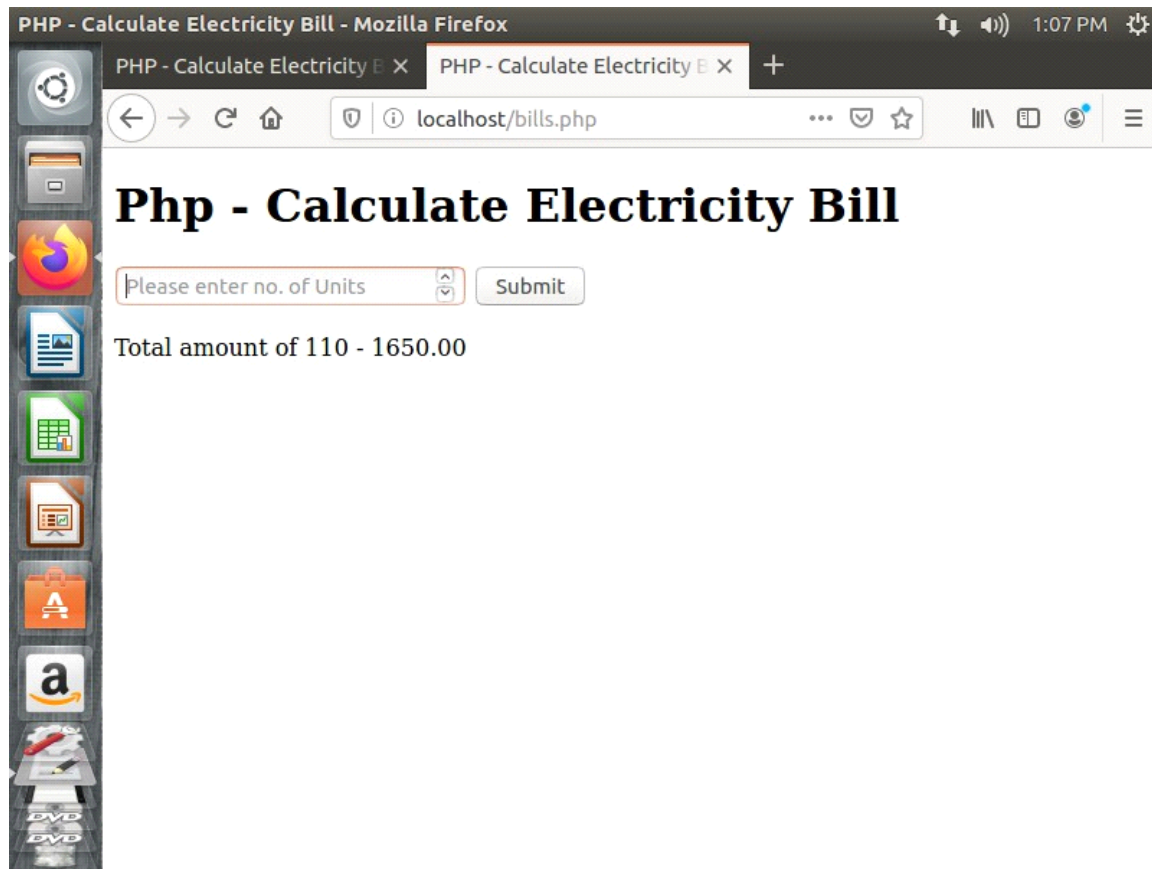 PHP - Calculate Electricity Bill - Mozilla Firefox 1:07 PM
PHP - Calculate Electricity B PHP - Calculate Electricity B
localhost/bills.php
Php - Calculate Electricity Bill
Please enter no. of Units Submit
Total amount of 110 - 1650.00
A
a
DVD
DVD